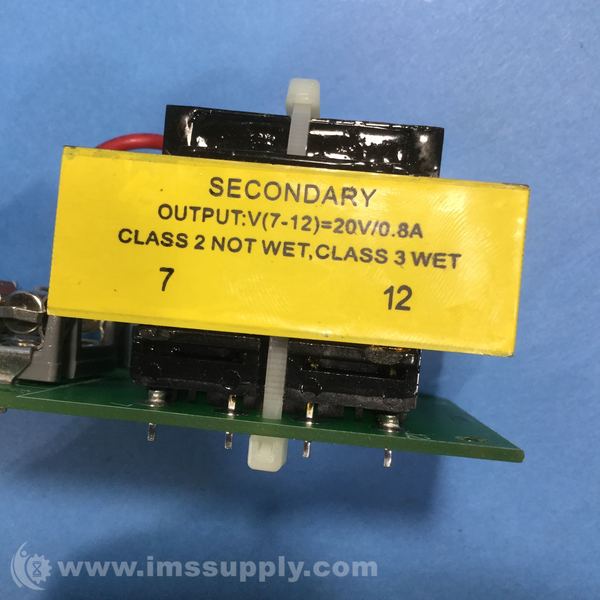 SECONDARY
OUTPUT:V(7-12)=20V/0.8A
CLASS 2 NOT WET,CLASS 3 WET
7 12
www.imssupply.com